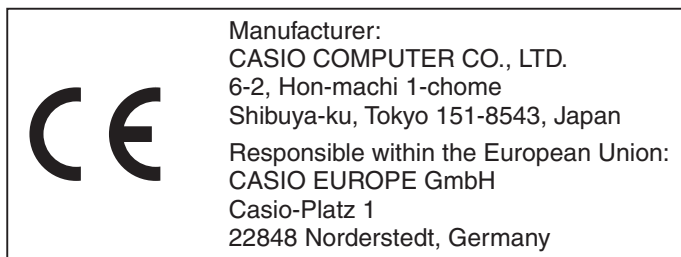 CE
Manufacturer:
CASIO COMPUTER CO., LTD.
6-2, Hon-machi 1-chome
Shibuya-ku, Tokyo 151-8543, Japan
Responsible within the European Union:
CASIO EUROPE GmbH
Casio-Platz 1
22848 Norderstedt, Germany